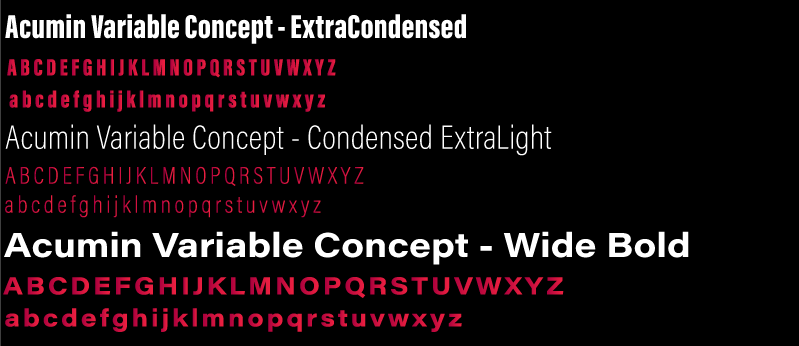 Acumin Variable Concept - ExtraCondensed
ABCDEFGHIJKLMNOPQRSTUVWXYZ
abcdefghijklmnopqrstuvwxyz
Acumin Variable Concept - Condensed ExtraLight
ABCDEFGHIJKLMNOPQRSTUVWXYZ
abcdefghijklmnopqrstuvwxyz
Acumin Variable Concept - Wide Bold
ABCDEFGHIJKLMNOPQRSTUVWXYZ
abcdefghijklmnopqrstuvwxyz